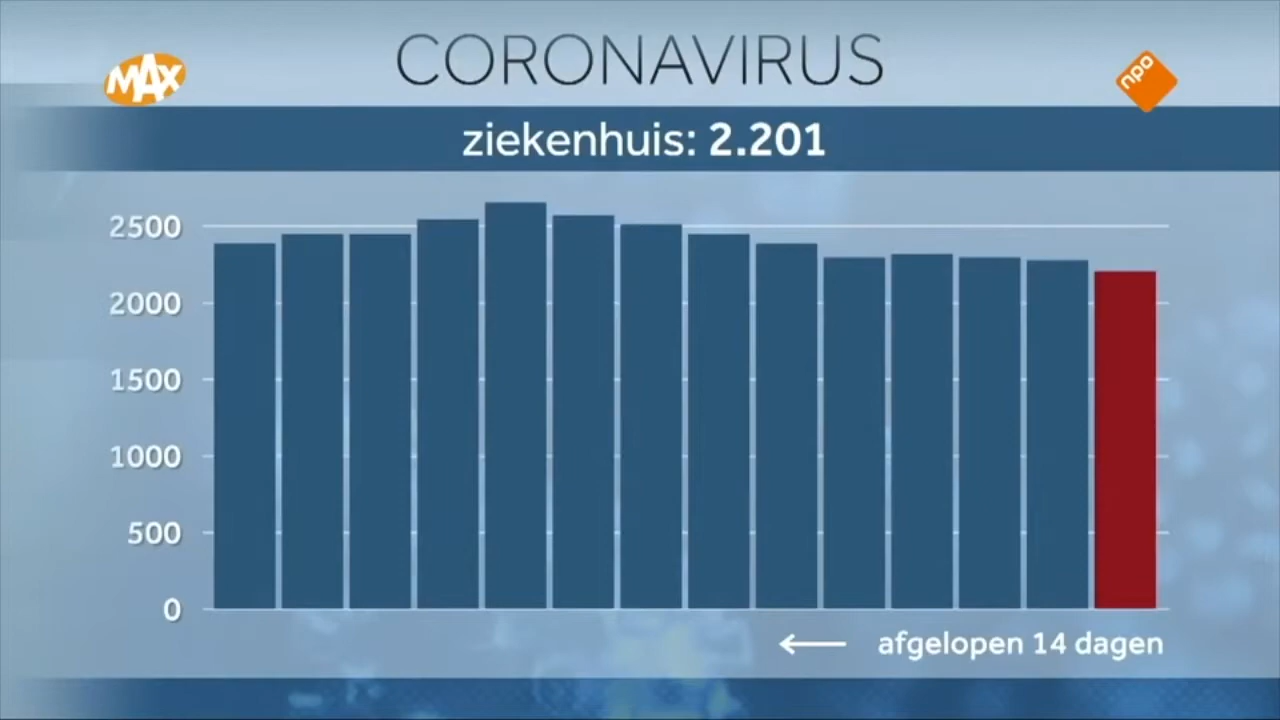 CORONAVIRUS
MAX
npo
ziekenhuis: 2.201
2500
2000
1500
1000
500
0
afgelopen 14 dagen